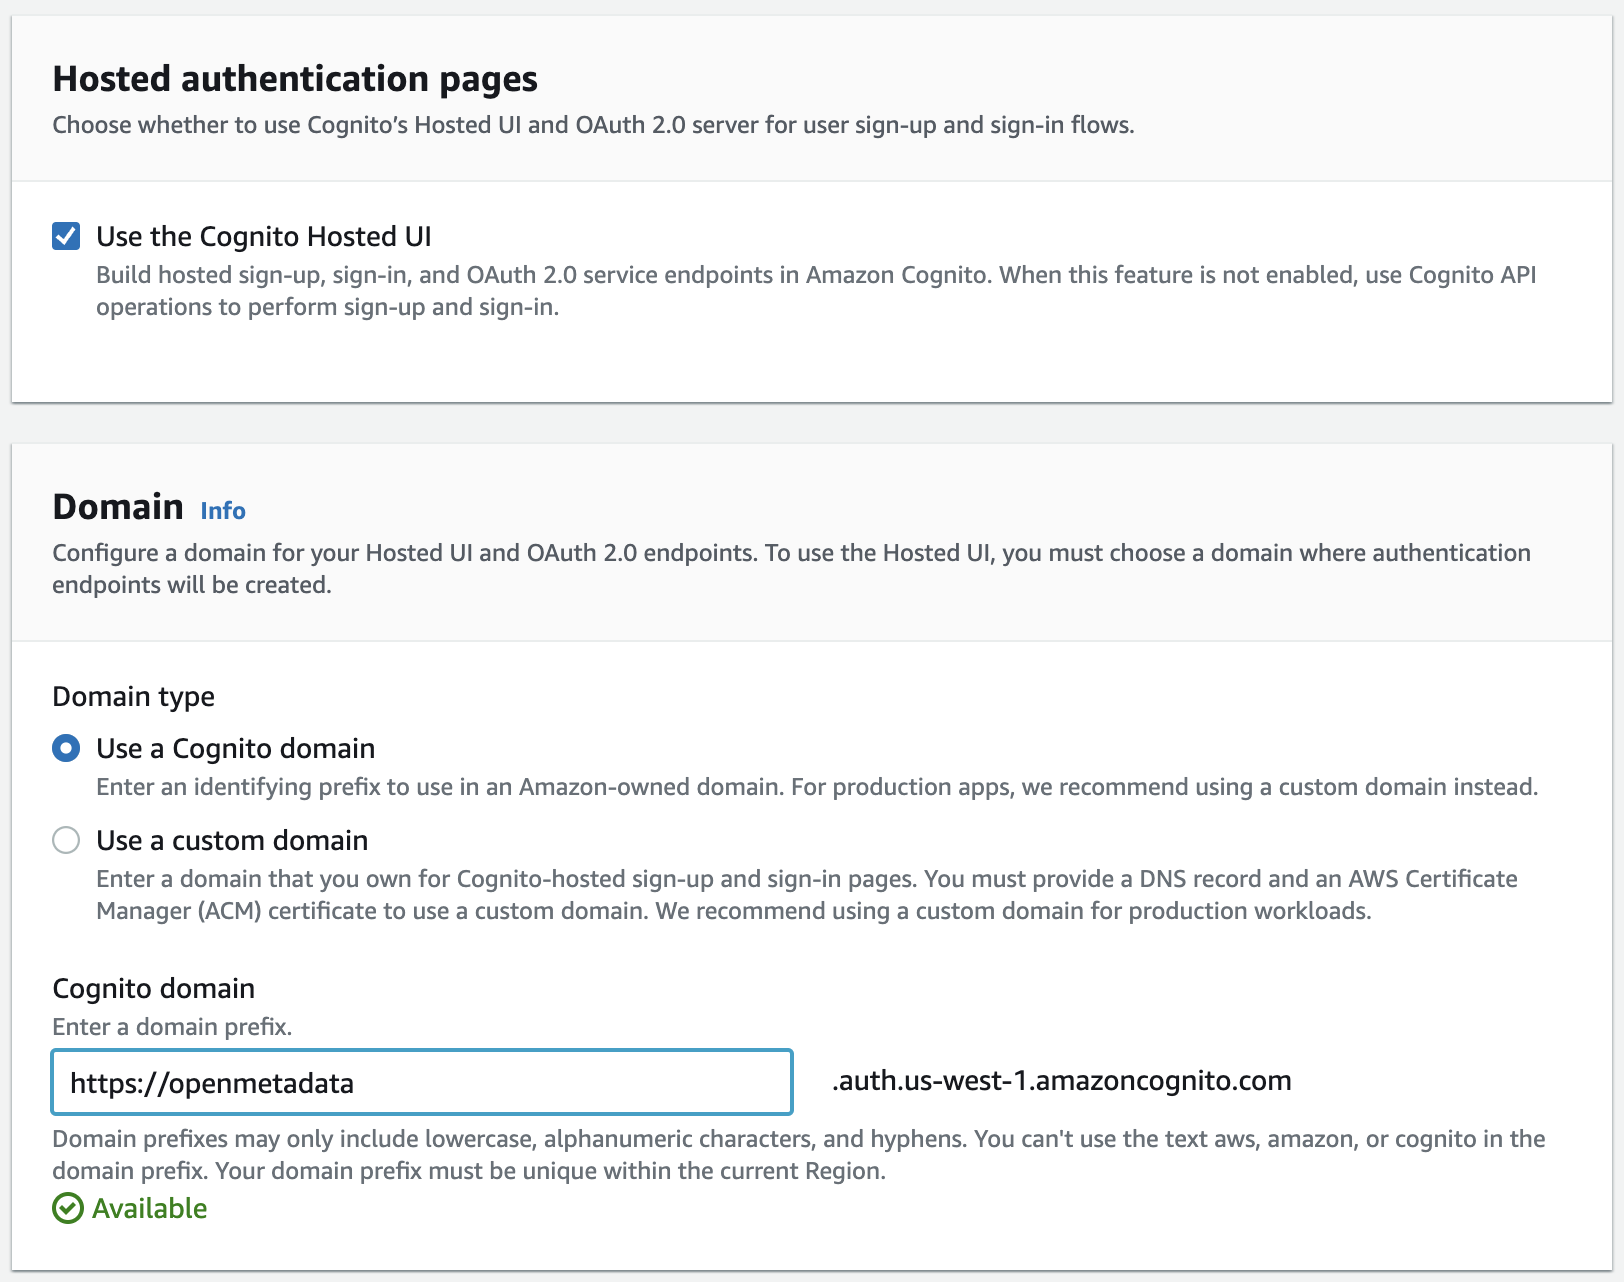 Hosted authentication pages
Choose whether to use Cognito’s Hosted UI and OAuth 2.0 server for user sign-up and sign-in flows.
Use the Cognito Hosted UI
Build hosted sign-up, sign-in, and OAuth 2.0 service endpoints in Amazon Cognito. When this feature is not enabled, use Cognito API
operations to perform sign-up and sign-in.
Domain Info
Configure a domain for your Hosted UI and OAuth 2.0 endpoints. To use the Hosted UI, you must choose a domain where authentication
endpoints will be created.
Domain type
Use a Cognito domain
Enter an identifying prefix to use in an Amazon-owned domain. For production apps, we recommend using a custom domain instead.
Use a custom domain
Enter a domain that you own for Cognito-hosted sign-up and sign-in pages. You must provide a DNS record and an AWS Certificate
Manager (ACM) certificate to use a custom domain. We recommend using a custom domain for production workloads.
Cognito domain
Enter a domain prefix.
https://openmetadata .auth.us-west-1.amazoncognito.com
Domain prefixes may only include lowercase, alphanumeric characters, and hyphens. You can't use the text aws, amazon, or cognito in the
domain prefix. Your domain prefix must be unique within the current Region.
Available